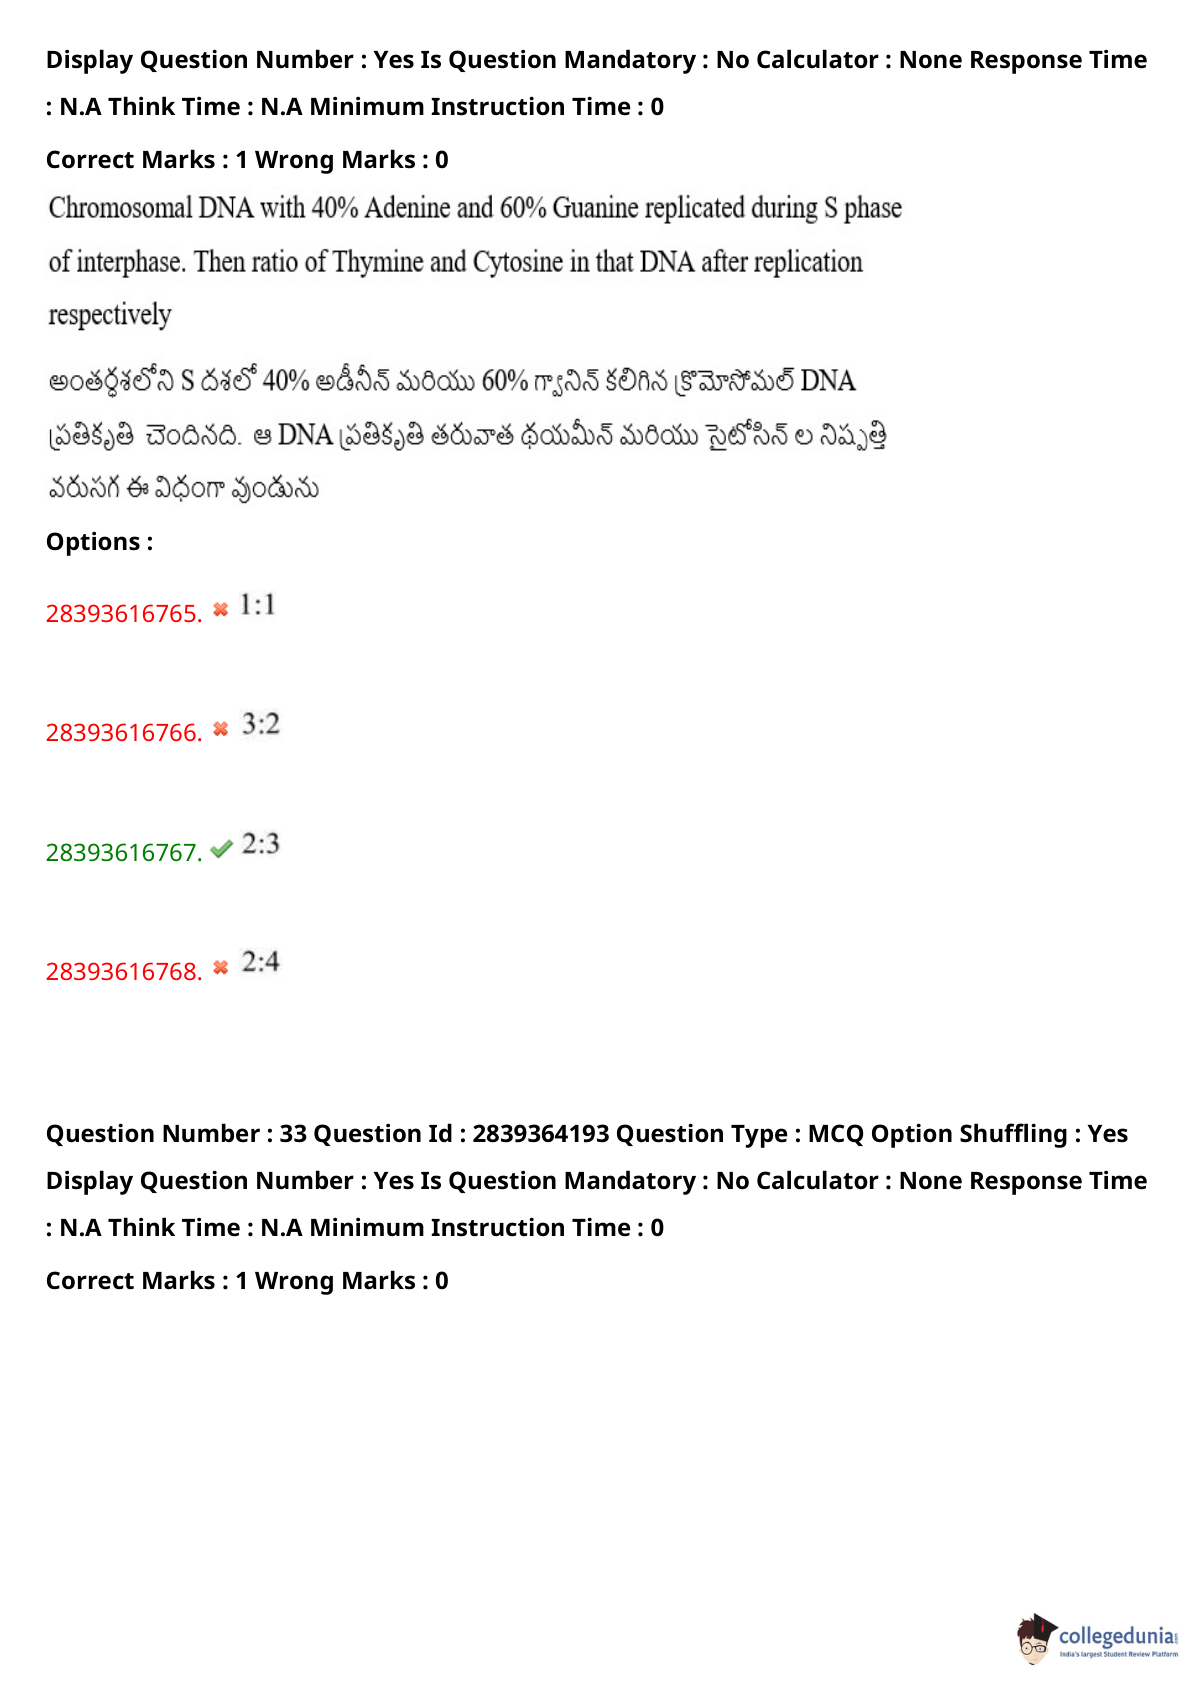 Display Question Number : Yes Is Question Mandatory : No Calculator : None Response Time
: N.A Think Time : N.A Minimum Instruction Time : 0
Correct Marks : 1 Wrong Marks : 0
Chromosomal DNA with 40% Adenine and 60% Guanine replicated during S phase
of interphase. Then ratio of Thymine and Cytosine in that DNA after replication
respectively
అంతర్ధశలోని S దశలో 40% అడీనీన్ మరియు 60% గ్వానిన్ కలిగిన క్రొమోసోమల్ DNA
ప్రతికృతి చెందినది. ఆ DNA ప్రతికృతి తరువాత థయమీన్ మరియు సైటోసిన్ ల నిష్పత్తి
వరుసగ ఈ విధంగా వుండును
Options :
28393616765. 1:1
28393616766. 3:2
28393616767. 2:3
28393616768. 2:4
Question Number : 33 Question Id : 2839364193 Question Type : MCQ Option Shuffling : Yes
Display Question Number : Yes Is Question Mandatory : No Calculator : None Response Time
: N.A Think Time : N.A Minimum Instruction Time : 0
Correct Marks : 1 Wrong Marks : 0
collegedunia.com
India's largest Student Review Platform